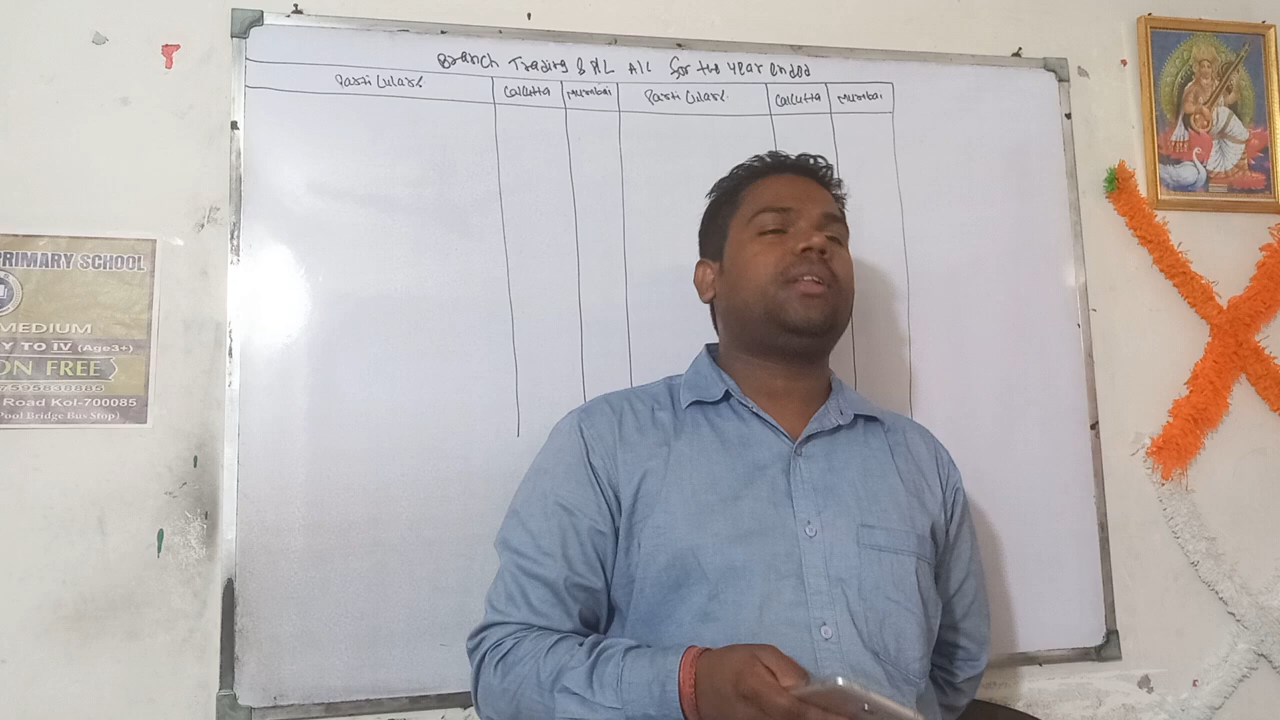 Branch Trading & P/L A/C for the year ended
Particulars Calcutta Mumbai Particulars Calcutta Mumbai
PRIMARY SCHOOL
MEDIUM
Y TO IV (Age3+)
ON FREE
7595838885
Road Kol-700085
Pool Bridge Bus Stop)